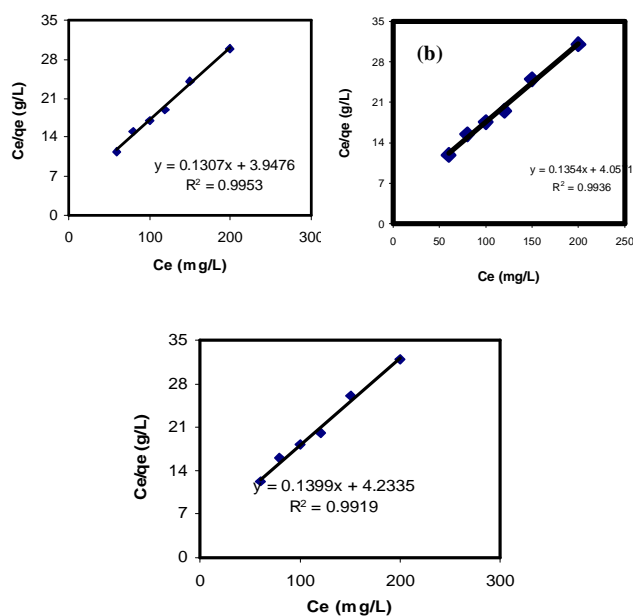 35
28
21
14
7
0
Ce/qe (g/L)
y = 0.1307x + 3.9476
R² = 0.9953
0 100 200 300
Ce (mg/L)
(b)
35
28
21
14
7
0
Ce/qe (g/L)
y = 0.1354x +
R² = 0.9936
0 50 100 150 200 250
Ce (mg/L)
35
28
21
14
7
0
Ce/qe (g/L)
y = 0.1399x + 4.2335
R² = 0.9919
0 100 200 300
Ce (mg/L)